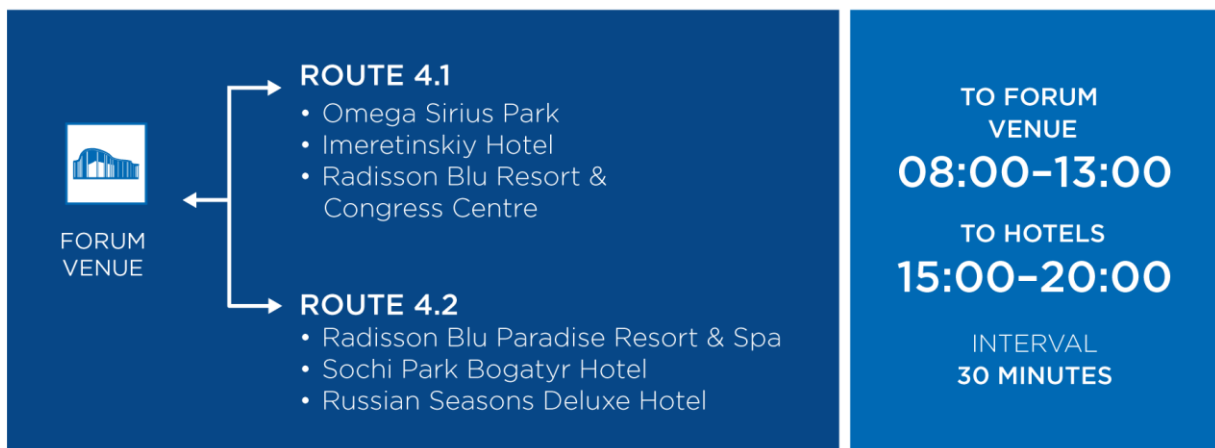 FORUM
VENUE
ROUTE 4.1
• Omega Sirius Park
• Imeretinskiy Hotel
• Radisson Blu Resort &
Congress Centre
ROUTE 4.2
• Radisson Blu Paradise Resort & Spa
• Sochi Park Bogatyr Hotel
• Russian Seasons Deluxe Hotel
TO FORUM
VENUE
08:00–13:00
TO HOTELS
15:00–20:00
INTERVAL
30 MINUTES